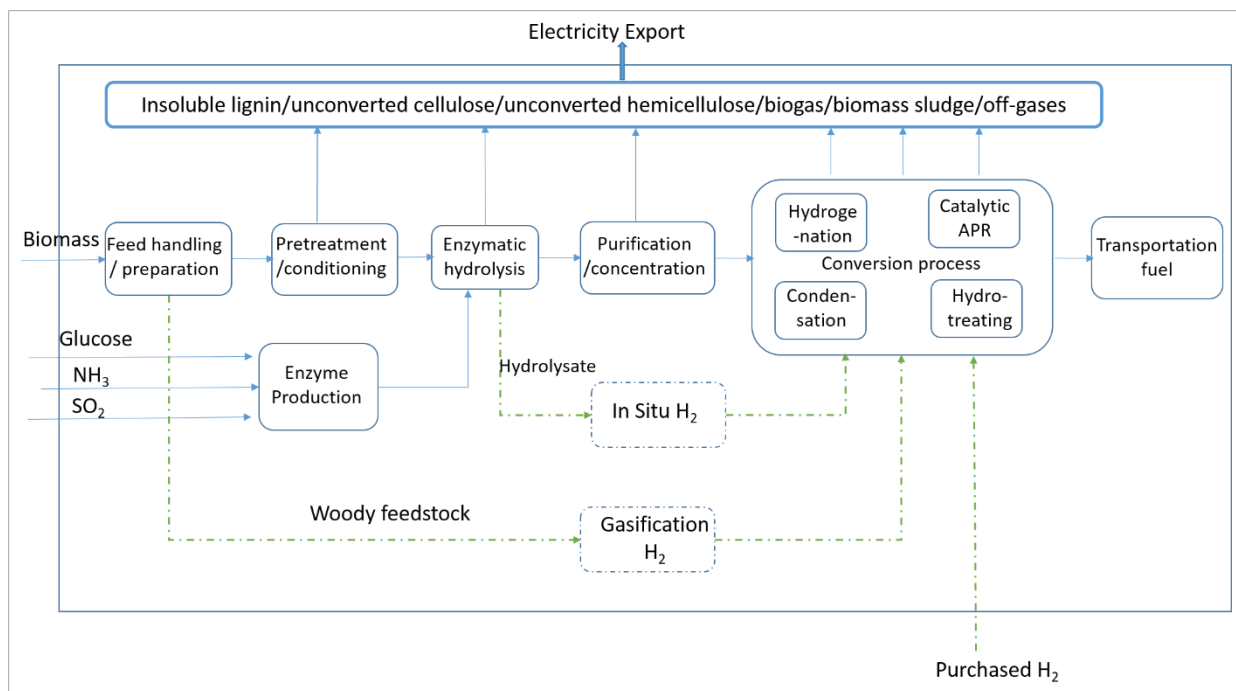 Electricity Export
Insoluble lignin/unconverted cellulose/unconverted hemicellulose/biogas/biomass sludge/off-gases
Biomass
Feed handling
/ preparation
Pretreatment
/conditioning
Enzymatic
hydrolysis
Purification
/concentration
Hydroge
-nation
Catalytic
APR
Conversion process
Conden-
sation
Hydro-
treating
Transportation
fuel
Glucose
NH₃
SO₂
Enzyme
Production
Hydrolysate
In Situ H₂
Woody feedstock
Gasification
H₂
Purchased H₂